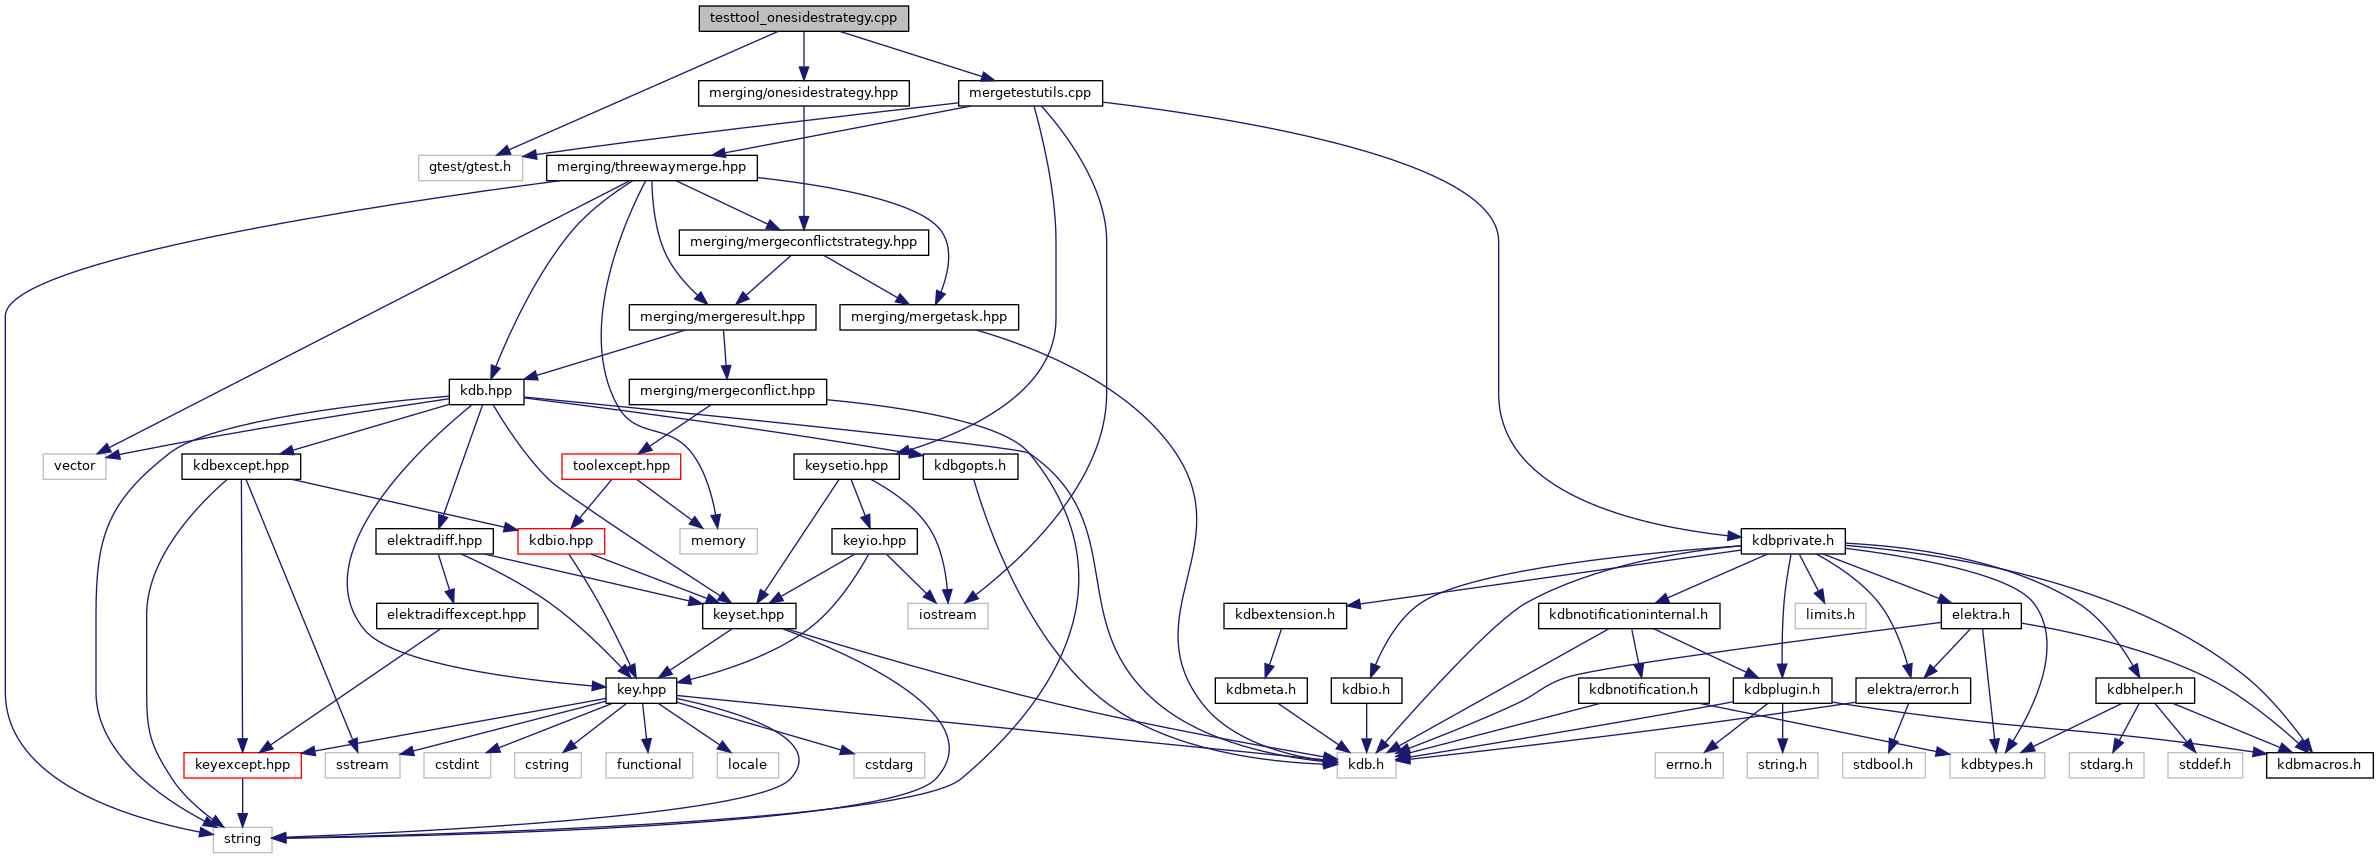 testtool_onesidestrategy.cpp
merging/onesidestrategy.hpp
mergetestutils.cpp
gtest/gtest.h
merging/threewaymerge.hpp
merging/mergeconflictstrategy.hpp
merging/mergeresult.hpp
merging/mergetask.hpp
kdb.hpp
merging/mergeconflict.hpp
vector
kdbexcept.hpp
toolexcept.hpp
keysetio.hpp
kdbgopts.h
elektradiff.hpp
kdbio.hpp
memory
keyio.hpp
kdbprivate.h
elektradiffexcept.hpp
keyset.hpp
iostream
kdbextension.h
kdbnotificationinternal.h
limits.h
elektra.h
key.hpp
kdbmeta.h
kdbio.h
kdbnotification.h
kdbplugin.h
elektra/error.h
kdbhelper.h
keyexcept.hpp
sstream
cstdint
cstring
functional
locale
cstdarg
kdb.h
errno.h
string.h
stdbool.h
kdbtypes.h
stdarg.h
stddef.h
kdbmacros.h
string